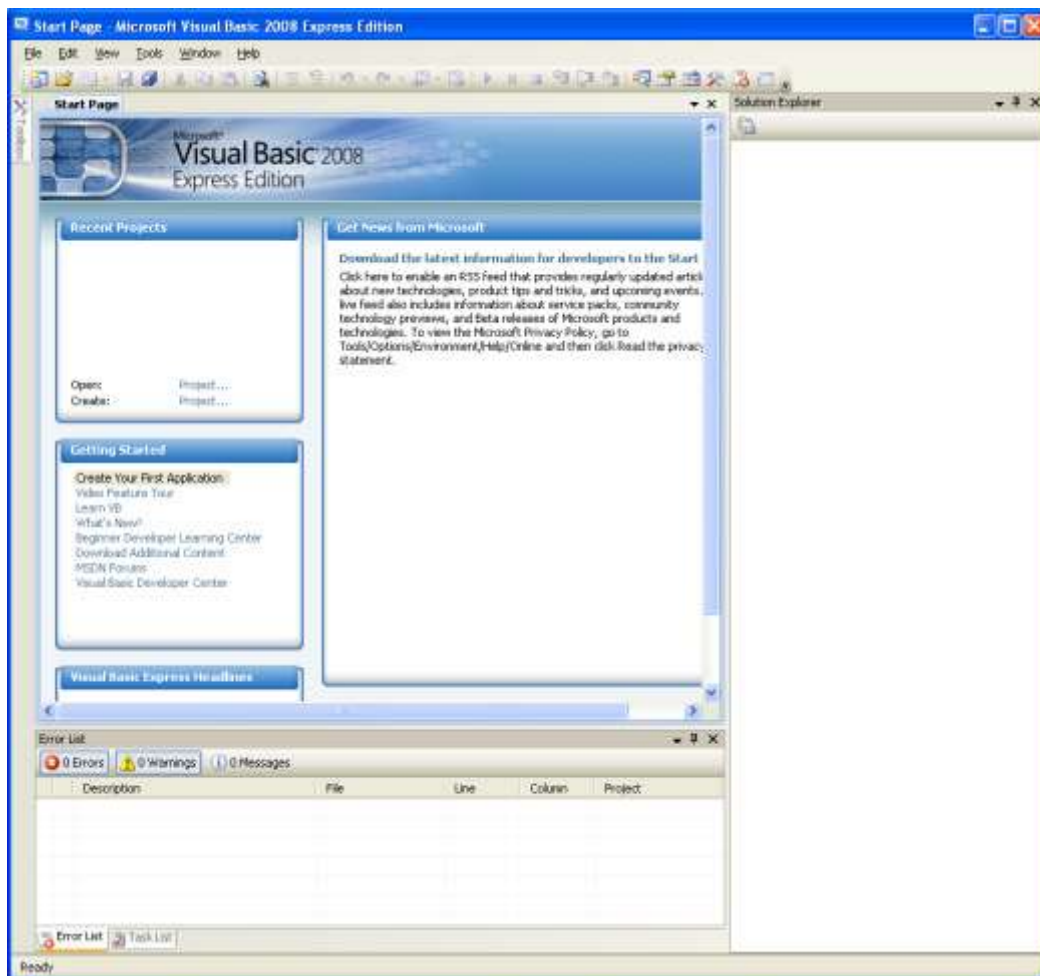 Start Page - Microsoft Visual Basic 2008 Express Edition
File Edit View Tools Window Help
Toolbox
Start Page
Solution Explorer
Microsoft®
Visual Basic 2008
Express Edition
Recent Projects
Open: Project...
Create: Project...
Get News from Microsoft
Download the latest information for developers to the Start
Click here to enable an RSS feed that provides regularly updated articl
about new technologies, product tips and tricks, and upcoming events.
live feed also includes information about service packs, community
technology previews, and Beta releases of Microsoft products and
technologies. To view the Microsoft Privacy Policy, go to
Tools/Options/Environment/Help/Online and then click Read the privacy
statement.
Getting Started
Create Your First Application
Video Feature Tour
Learn VB
What's New?
Beginner Developer Learning Center
Download Additional Content
MSDN Forums
Visual Basic Developer Center
Visual Basic Express Headlines
Error List
0 Errors 0 Warnings 0 Messages
Description File Line Column Project
Error List Task List
Ready